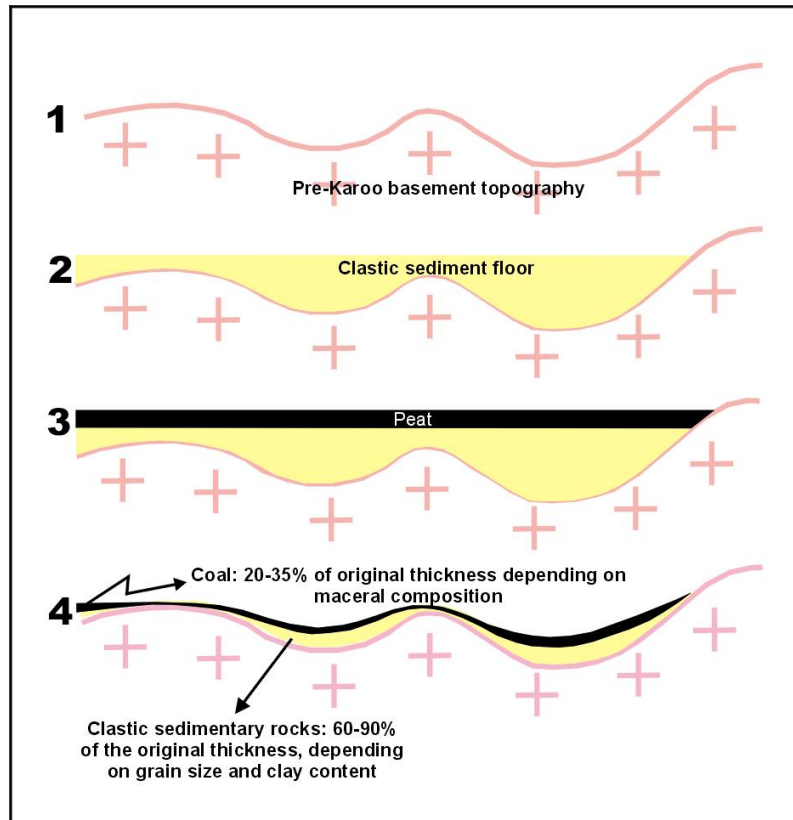 1
Pre-Karoo basement topography
2
Clastic sediment floor
3
Peat
Coal: 20-35% of original thickness depending on
maceral composition
4
Clastic sedimentary rocks: 60-90%
of the original thickness, depending
on grain size and clay content